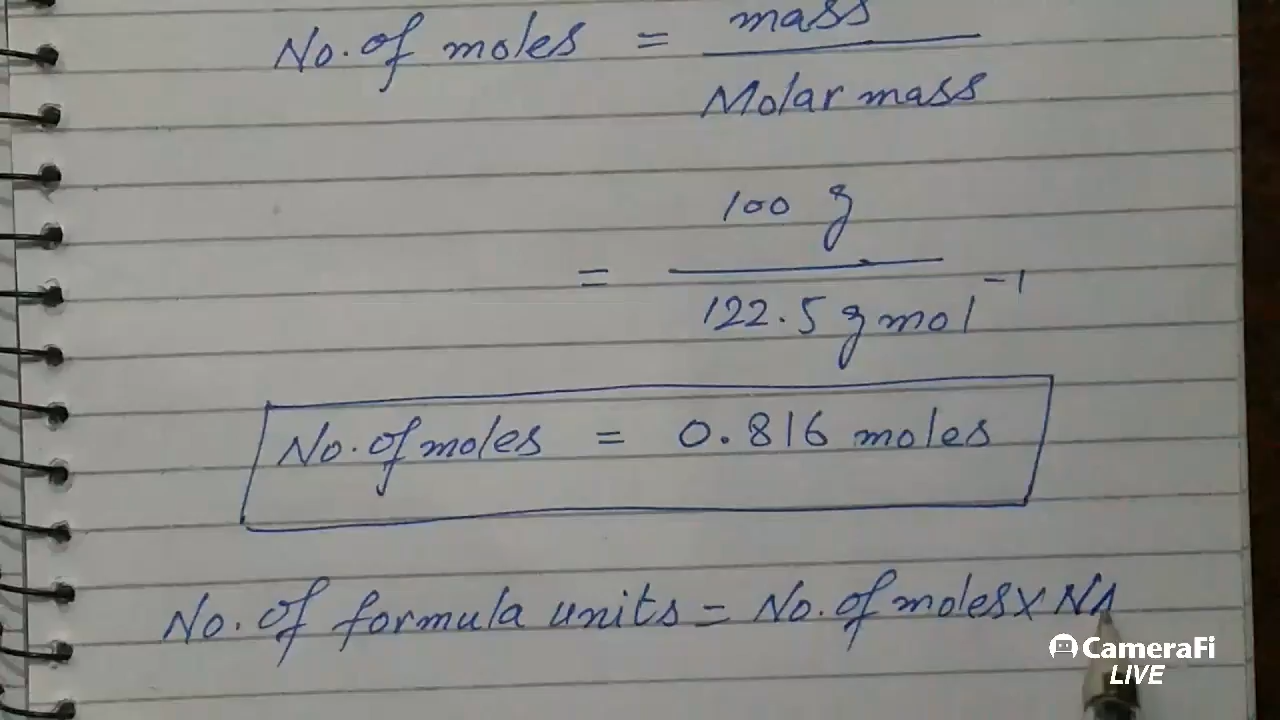 No. of moles = mass
Molar mass
= 100 g
122.5 g mol⁻¹
No. of moles = 0.816 moles
No. of formula units = No. of moles x NA
CameraFi
LIVE